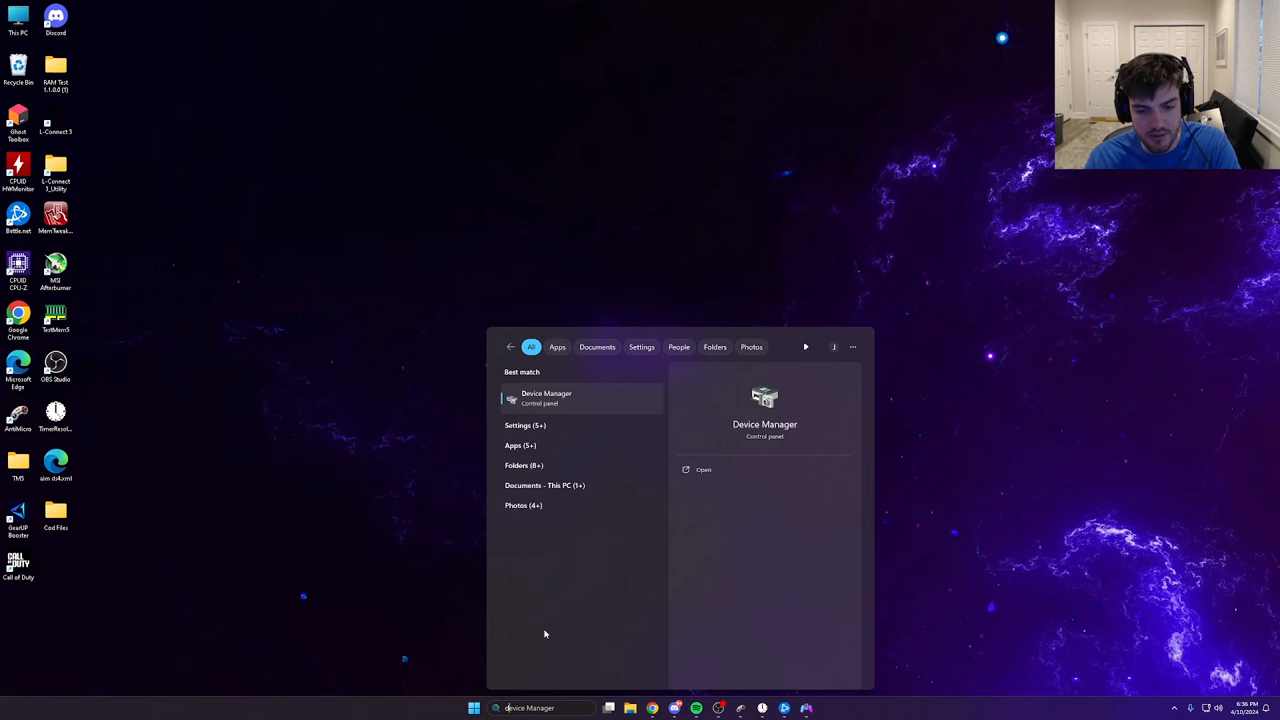 This PC
Discord
Recycle Bin
RAM Test
1.1.0.0 (1)
Ghost
Toolbox
L-Connect 3
CPUID
HWMonitor
L-Connect
3_Utility
Battle.net
MemTweak...
CPUID
CPU-Z
MSI
Afterburner
Google
Chrome
TestMem5
Microsoft
Edge
OBS Studio
AntiMicro
TimerResol...
TM5
aim ds4.xml
GearUP
Booster
Cod Files
CALL OF DUTY
Call of Duty
All
Apps
Documents
Settings
People
Folders
Photos
J
Best match
Device Manager
Control panel
Settings (5+)
Apps (5+)
Folders (8+)
Documents - This PC (1+)
Photos (4+)
Device Manager
Control panel
Open
device Manager
6:36 PM
4/10/2024